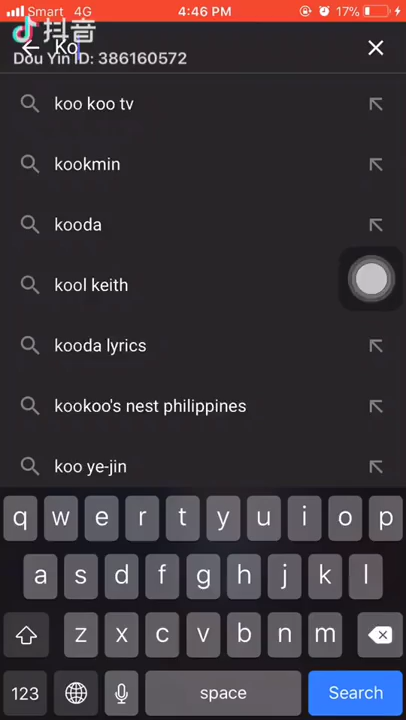 Smart 4G 4:46 PM 17%
抖音
Ko
Dou Yin ID: 386160572
koo koo tv
kookmin
kooda
kool keith
kooda lyrics
kookoo's nest philippines
koo ye-jin
q w e r t y u i o p
a s d f g h j k l
z x c v b n m
123 space Search